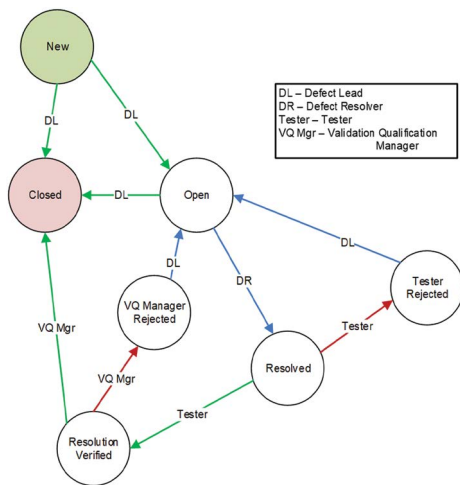 New
DL
DL
DL – Defect Lead
DR – Defect Resolver
Tester – Tester
VQ Mgr – Validation Qualification
Manager
Closed
DL
Open
DL
DL
DR
VQ Manager
Rejected
Tester
Rejected
VQ Mgr
Tester
VQ Mgr
Resolved
Tester
Resolution
Verified